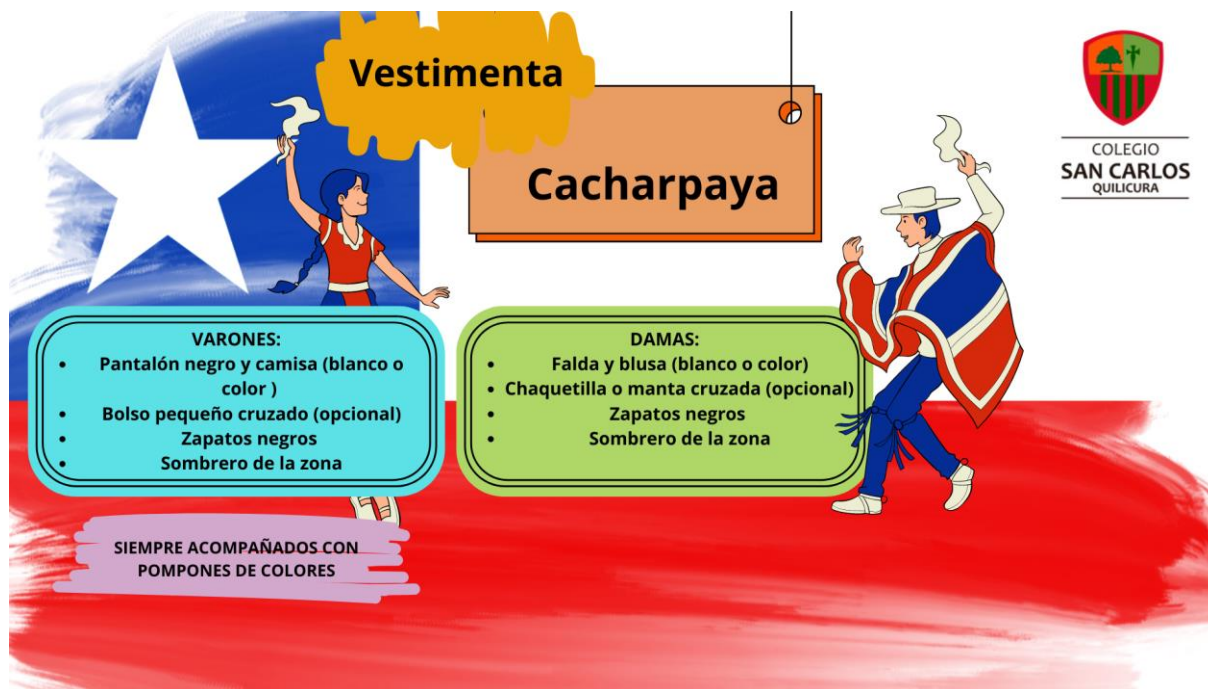 Vestimenta
Cacharpaya
COLEGIO
SAN CARLOS
QUILICURA
VARONES:
• Pantalón negro y camisa (blanco o
color )
• Bolso pequeño cruzado (opcional)
• Zapatos negros
• Sombrero de la zona
DAMAS:
• Falda y blusa (blanco o color)
• Chaquetilla o manta cruzada (opcional)
• Zapatos negros
• Sombrero de la zona
SIEMPRE ACOMPAÑADOS CON
POMPONES DE COLORES